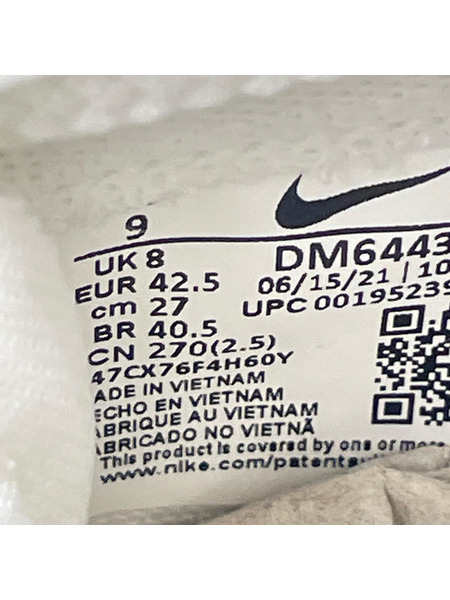 9
UK 8
EUR 42.5
cm 27
BR 40.5
CN 270(2.5)
47CX76F4H60Y
ADE IN VIETNAM
ECHO EN VIETNAM
ABRIQUE AU VIETNAM
ABRICADO NO VIETNÃ
This product is covered by one or more
www.nike.com/patents
DM6443
06/15/21 | 10
UPC 00195239